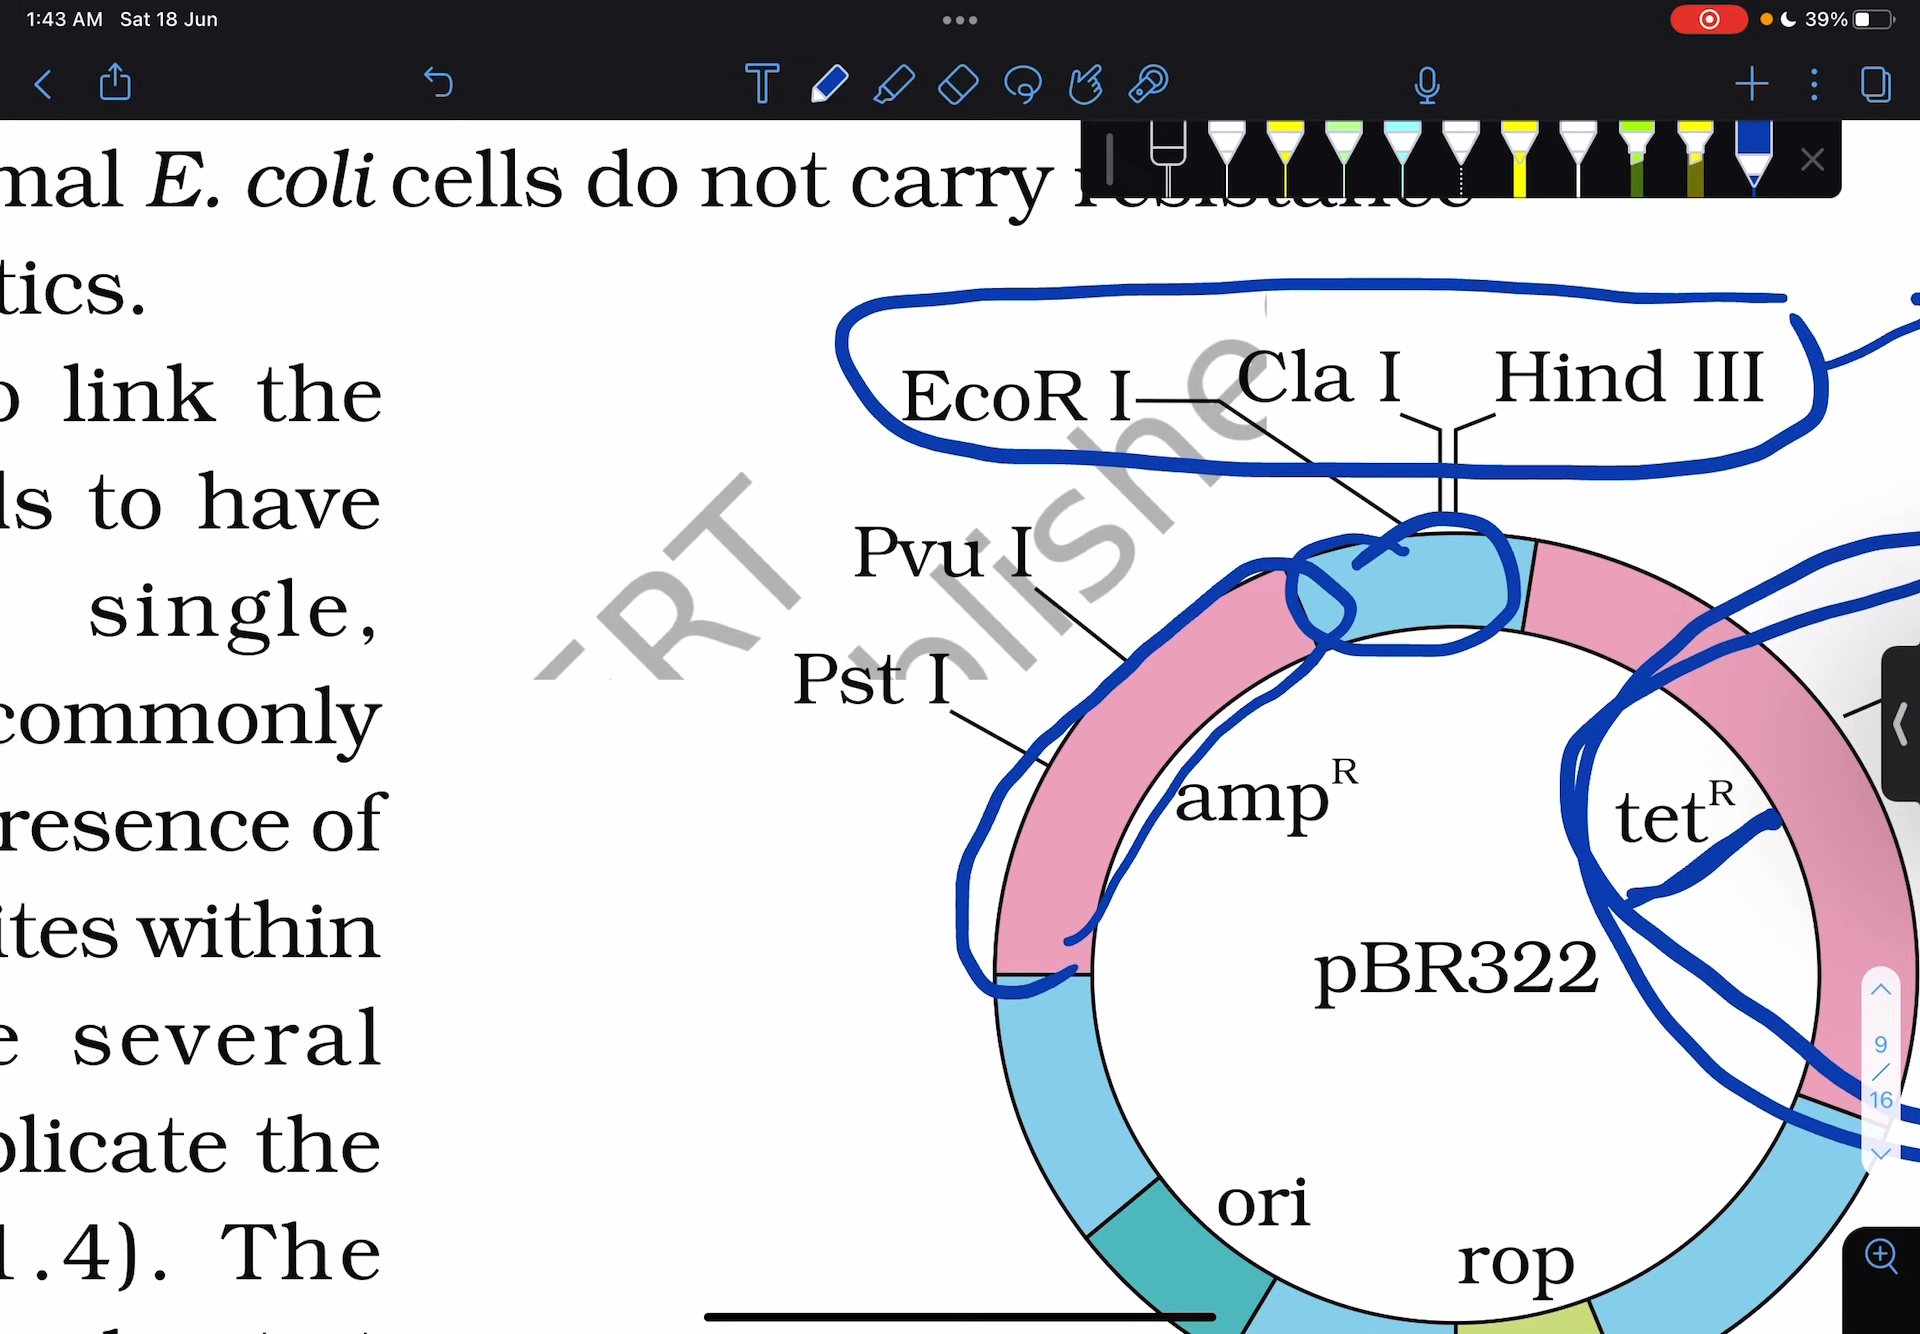 1:43 AM Sat 18 Jun
39%
mal E. coli cells do not carry resistance
tics.
o link the
ls to have
single,
commonly
resence of
ites within
e several
plicate the
1.4). The
EcoR I
Cla I
Hind III
Pvu I
Pst I
amp^R
tet^R
pBR322
ori
rop
9
/
16